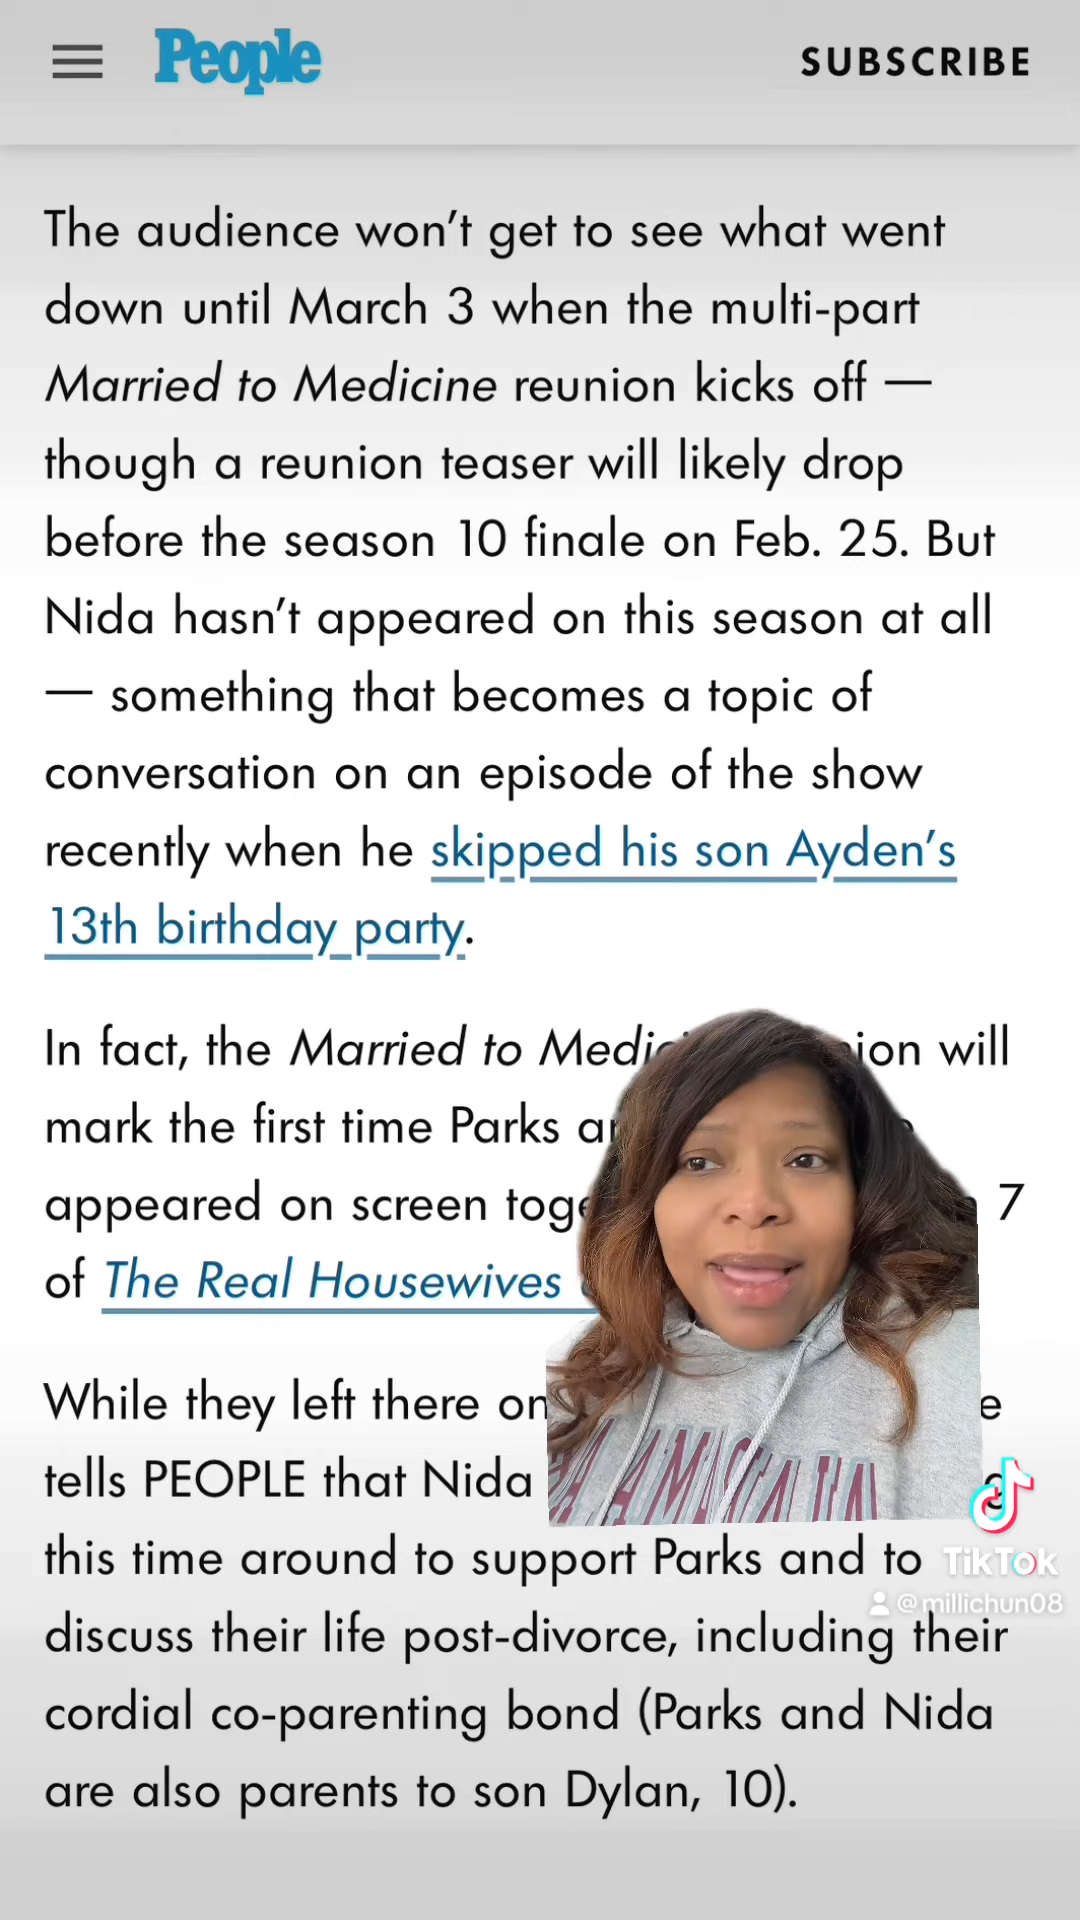 People
SUBSCRIBE
The audience won’t get to see what went
down until March 3 when the multi-part
Married to Medicine reunion kicks off —
though a reunion teaser will likely drop
before the season 10 finale on Feb. 25. But
Nida hasn’t appeared on this season at all
— something that becomes a topic of
conversation on an episode of the show
recently when he skipped his son Ayden’s
13th birthday party.
In fact, the Married to will
mark the first time Parks
appeared on screen 7
of The Real Housewives
While they left there
tells PEOPLE that Nida
this time around to support Parks and to
discuss their life post-divorce, including their
cordial co-parenting bond (Parks and Nida
are also parents to son Dylan, 10).
TikTok
@millichun08